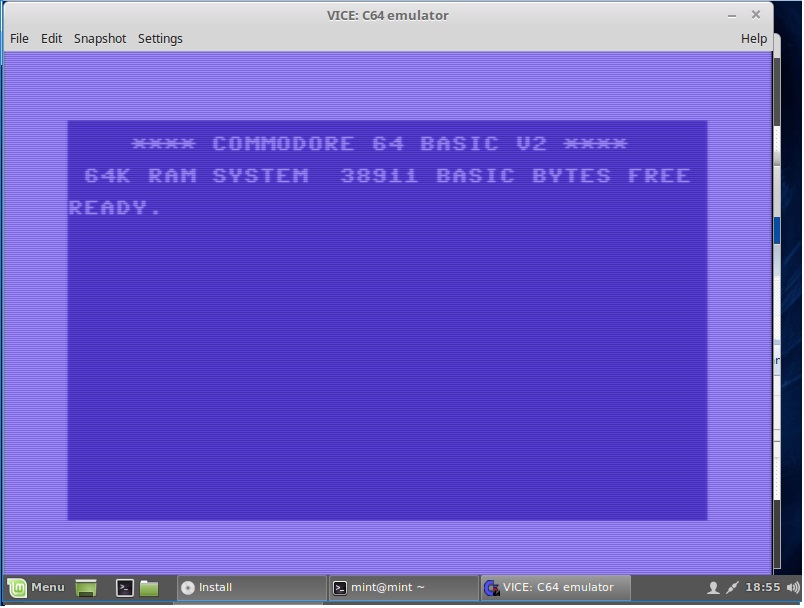 VICE: C64 emulator
File Edit Snapshot Settings Help
**** COMMODORE 64 BASIC V2 ****
64K RAM SYSTEM 38911 BASIC BYTES FREE
READY.
Menu Install mint@mint ~ VICE: C64 emulator 18:55